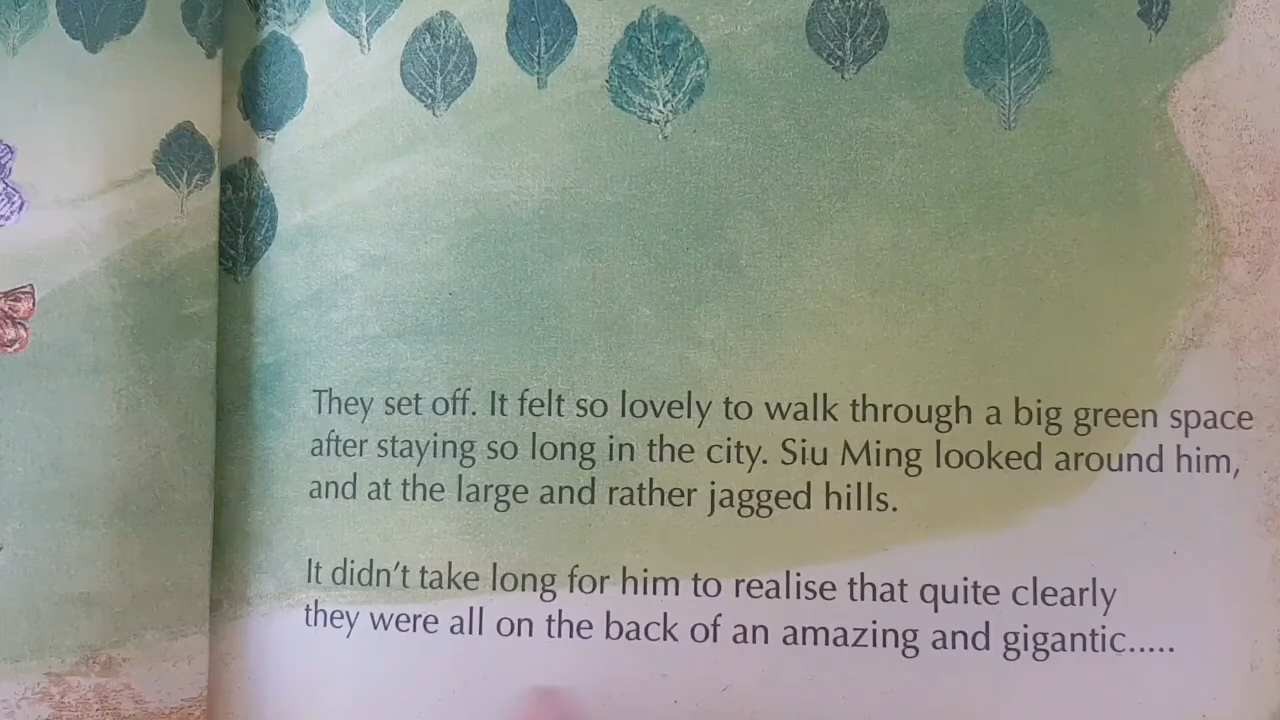 They set off. It felt so lovely to walk through a big green space
after staying so long in the city. Siu Ming looked around him,
and at the large and rather jagged hills.
It didn't take long for him to realise that quite clearly
they were all on the back of an amazing and gigantic.....